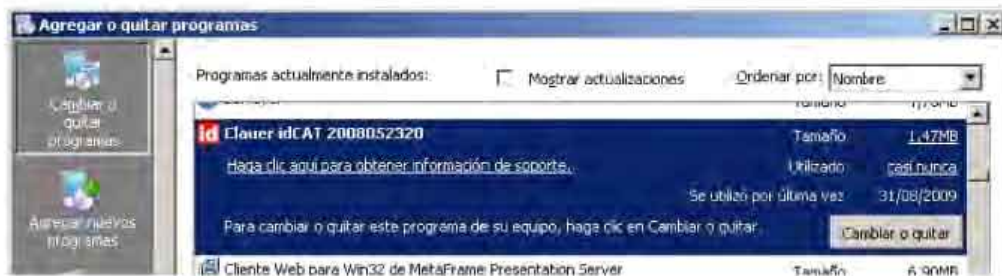 Agregar o quitar programas
Cambiar o
quitar
programas
Agregar nuevos
programas
Programas actualmente instalados:
Mostrar actualizaciones
Ordenar por: Nombre
Tamaño
id Clauer idCAT 2008052320
Tamaño 1,47MB
Haga clic aquí para obtener información de soporte.
Utilizado casi nunca
Se utilizó por última vez 31/08/2009
Para cambiar o quitar este programa de su equipo, haga clic en Cambiar o quitar.
Cambiar o quitar
Cliente Web para Win32 de MetaFrame Presentation Server
Tamaño 6,90MB